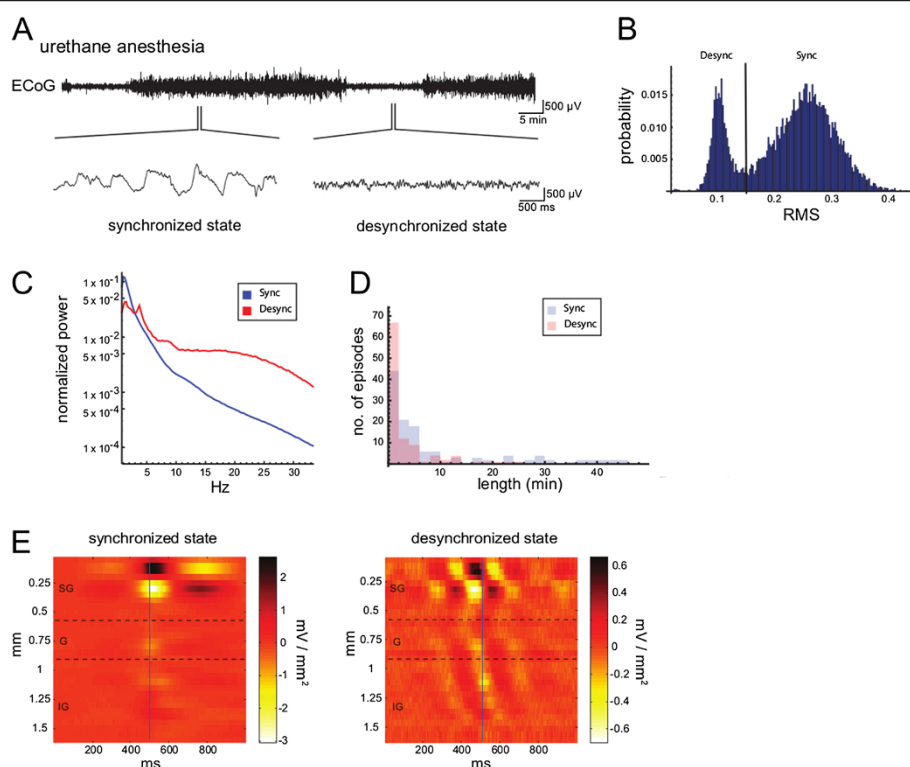 A
urethane anesthesia
ECoG
500 µV
5 min
500 µV
500 ms
synchronized state
desynchronized state
B
Desync
Sync
probability
0.015
0.010
0.005
0.1
0.2
0.3
0.4
RMS
C
normalized power
1 x 10-1
5 x 10-2
1 x 10-2
5 x 10-3
1 x 10-3
5 x 10-4
1 x 10-4
Sync
Desync
5
10
15
20
25
30
Hz
D
no. of episodes
70
60
50
40
30
20
10
Sync
Desync
10
20
30
40
length (min)
E
synchronized state
mm
0.25
0.5
0.75
1
1.25
1.5
SG
G
IG
200
400
600
800
ms
2
1
0
-1
-2
-3
mV / mm2
desynchronized state
mm
0.25
0.5
0.75
1
1.25
1.5
SG
G
IG
200
400
600
800
ms
0.6
0.4
0.2
0
-0.2
-0.4
-0.6
mV / mm2